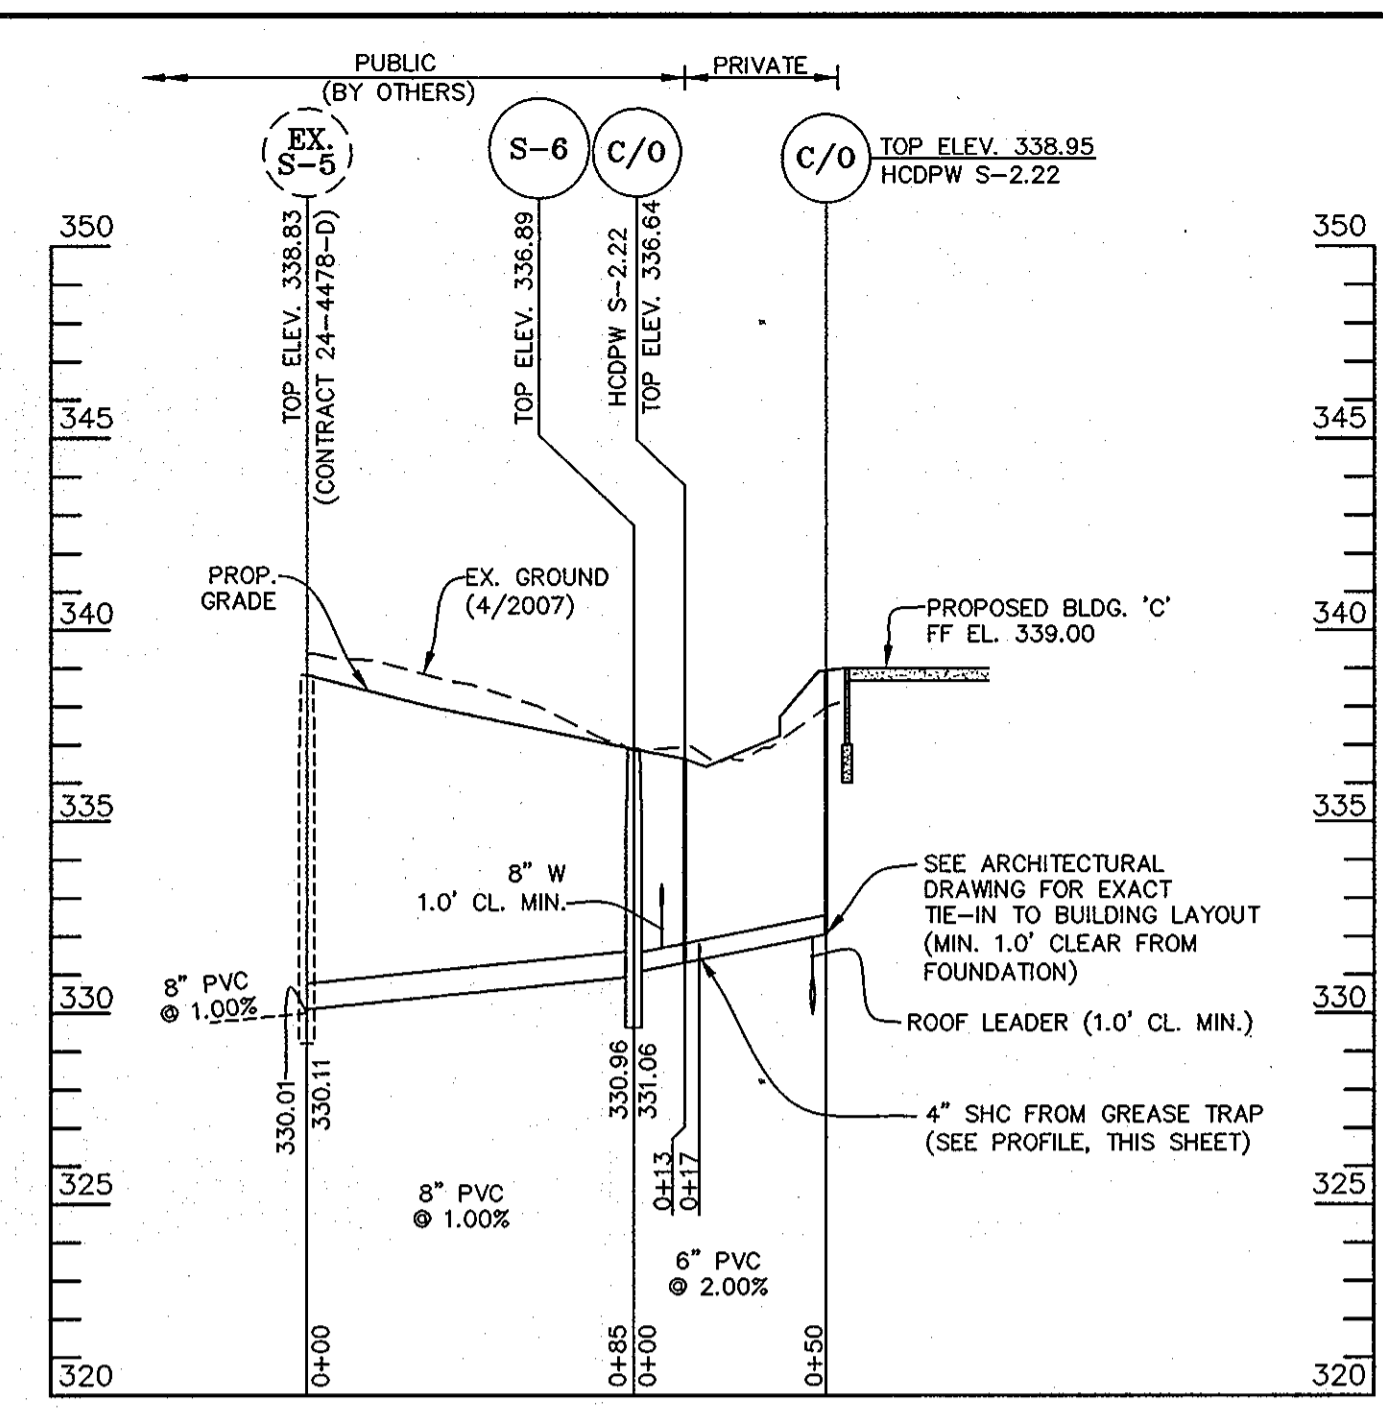 PUBLIC
(BY OTHERS)
PRIVATE
EX.
S-5
S-6
C/O
C/O
TOP ELEV. 338.95
HCDPW S-2.22
TOP ELEV. 338.83
(CONTRACT 24-4478-D)
TOP ELEV. 336.89
HCDPW S-2.22
TOP ELEV. 336.64
350
350
345
345
PROP.
GRADE
EX. GROUND
(4/2007)
340
340
PROPOSED BLDG. 'C'
FF EL. 339.00
335
335
8" W
1.0' CL. MIN.
SEE ARCHITECTURAL
DRAWING FOR EXACT
TIE-IN TO BUILDING LAYOUT
(MIN. 1.0' CLEAR FROM
FOUNDATION)
8" PVC
@ 1.00%
330
330
ROOF LEADER (1.0' CL. MIN.)
330.01
330.11
330.96
331.06
4" SHC FROM GREASE TRAP
(SEE PROFILE, THIS SHEET)
0+13
0+17
325
325
8" PVC
@ 1.00%
6" PVC
@ 2.00%
0+00
0+85
0+00
0+50
320
320